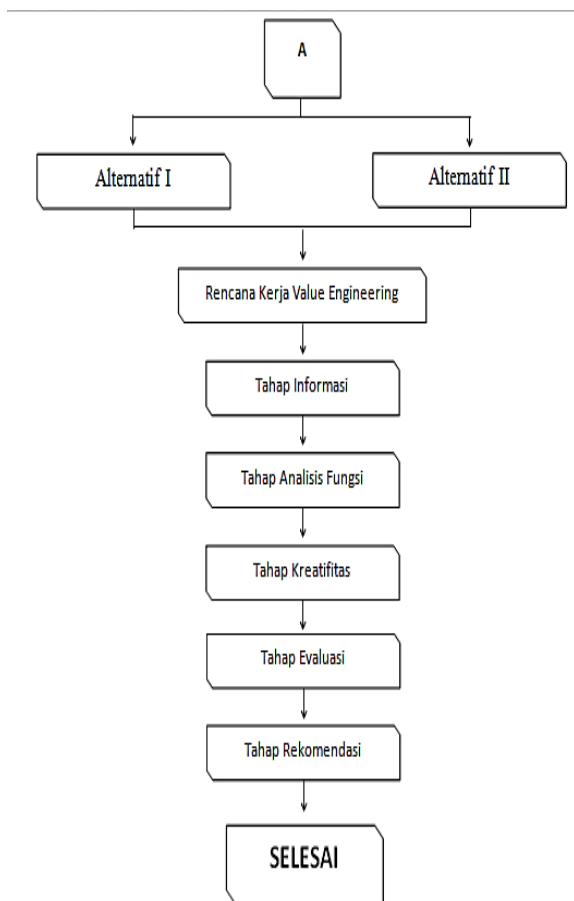 A
Alternatif I
Alternatif II
Rencana Kerja Value Engineering
Tahap Informasi
Tahap Analisis Fungsi
Tahap Kreatifitas
Tahap Evaluasi
Tahap Rekomendasi
SELESAI